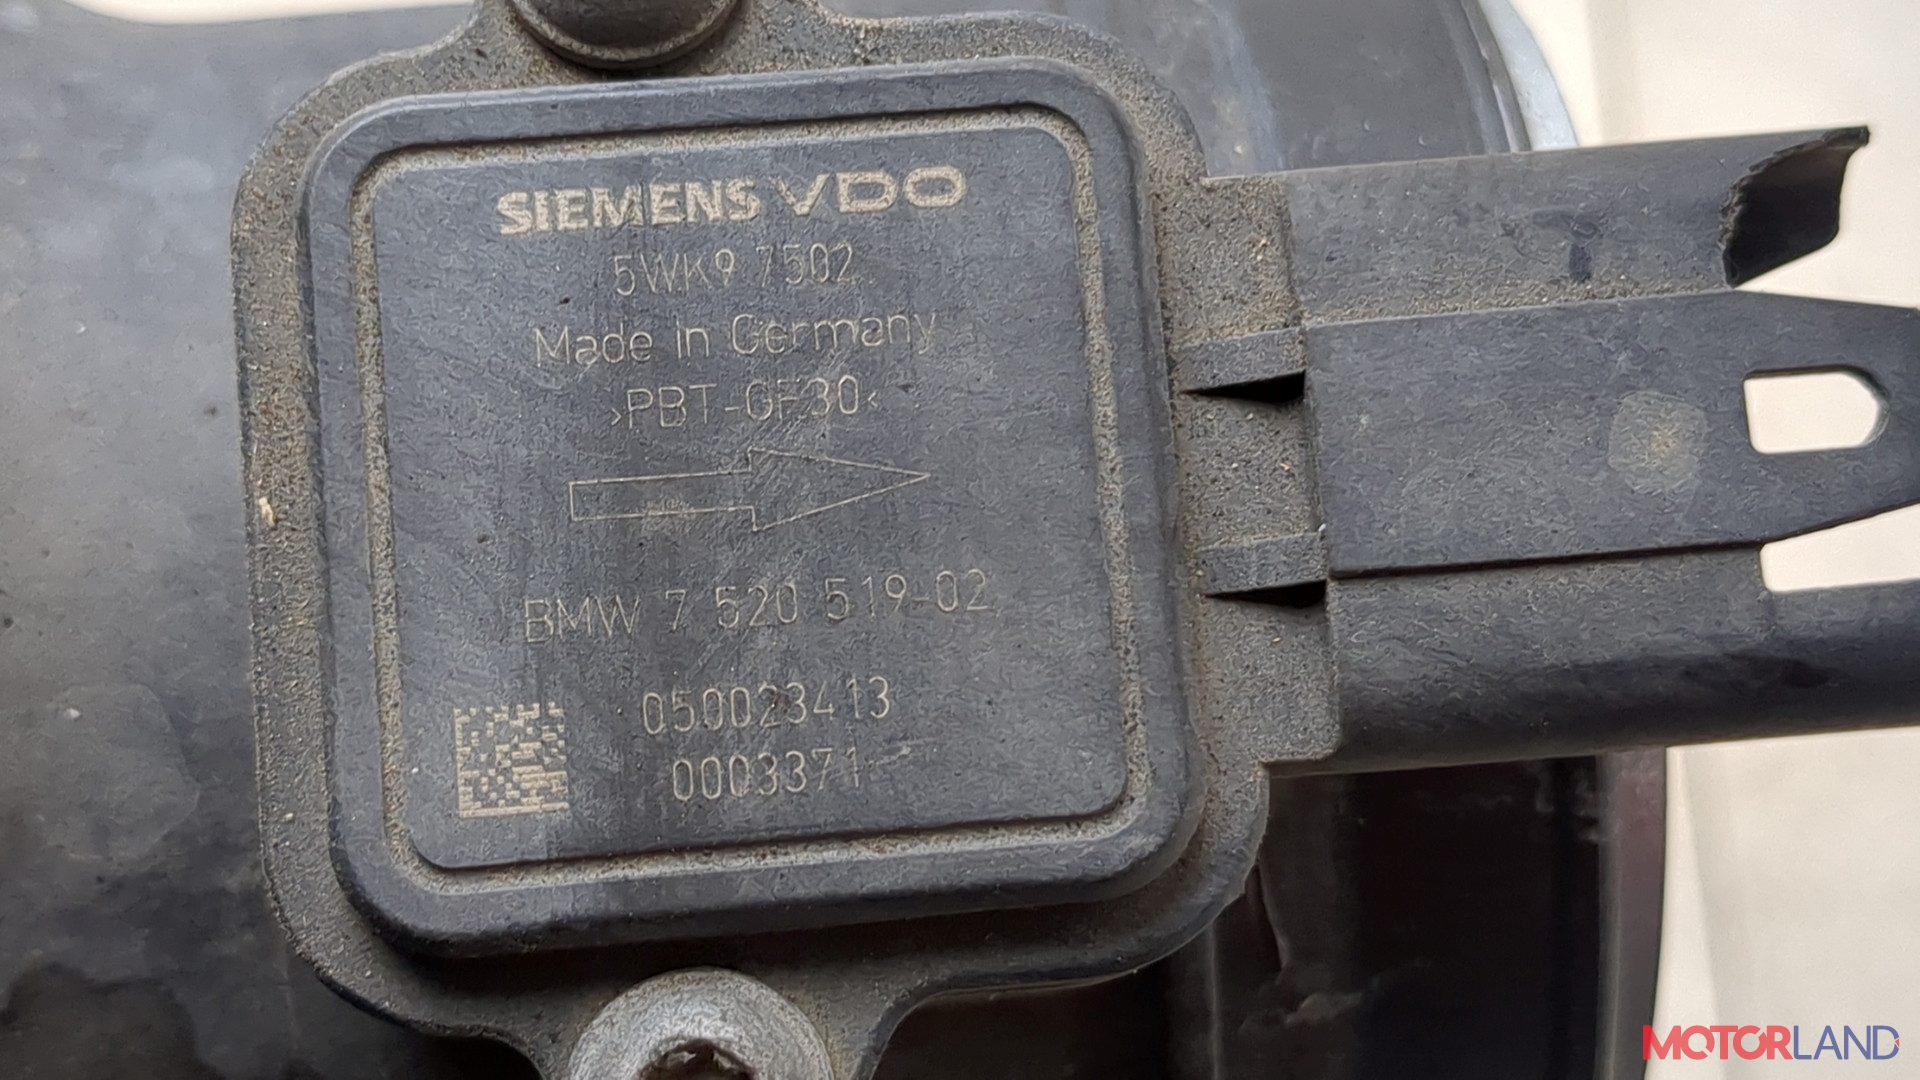 SIEMENS VDO
5WK9 7502
Made in Germany
>PBT-GF30<
BMW 7 520 519-02
050023413
0003371
MOTORLAND